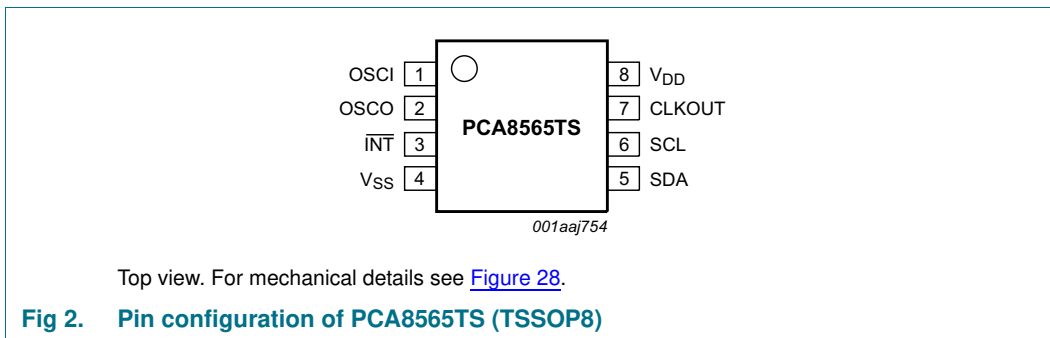 OSCI 1 8 VDD
OSCO 2 7 CLKOUT
PCA8565TS
INT 3 6 SCL
VSS 4 5 SDA
001aaj754
Top view. For mechanical details see Figure 28.
Fig 2. Pin configuration of PCA8565TS (TSSOP8)